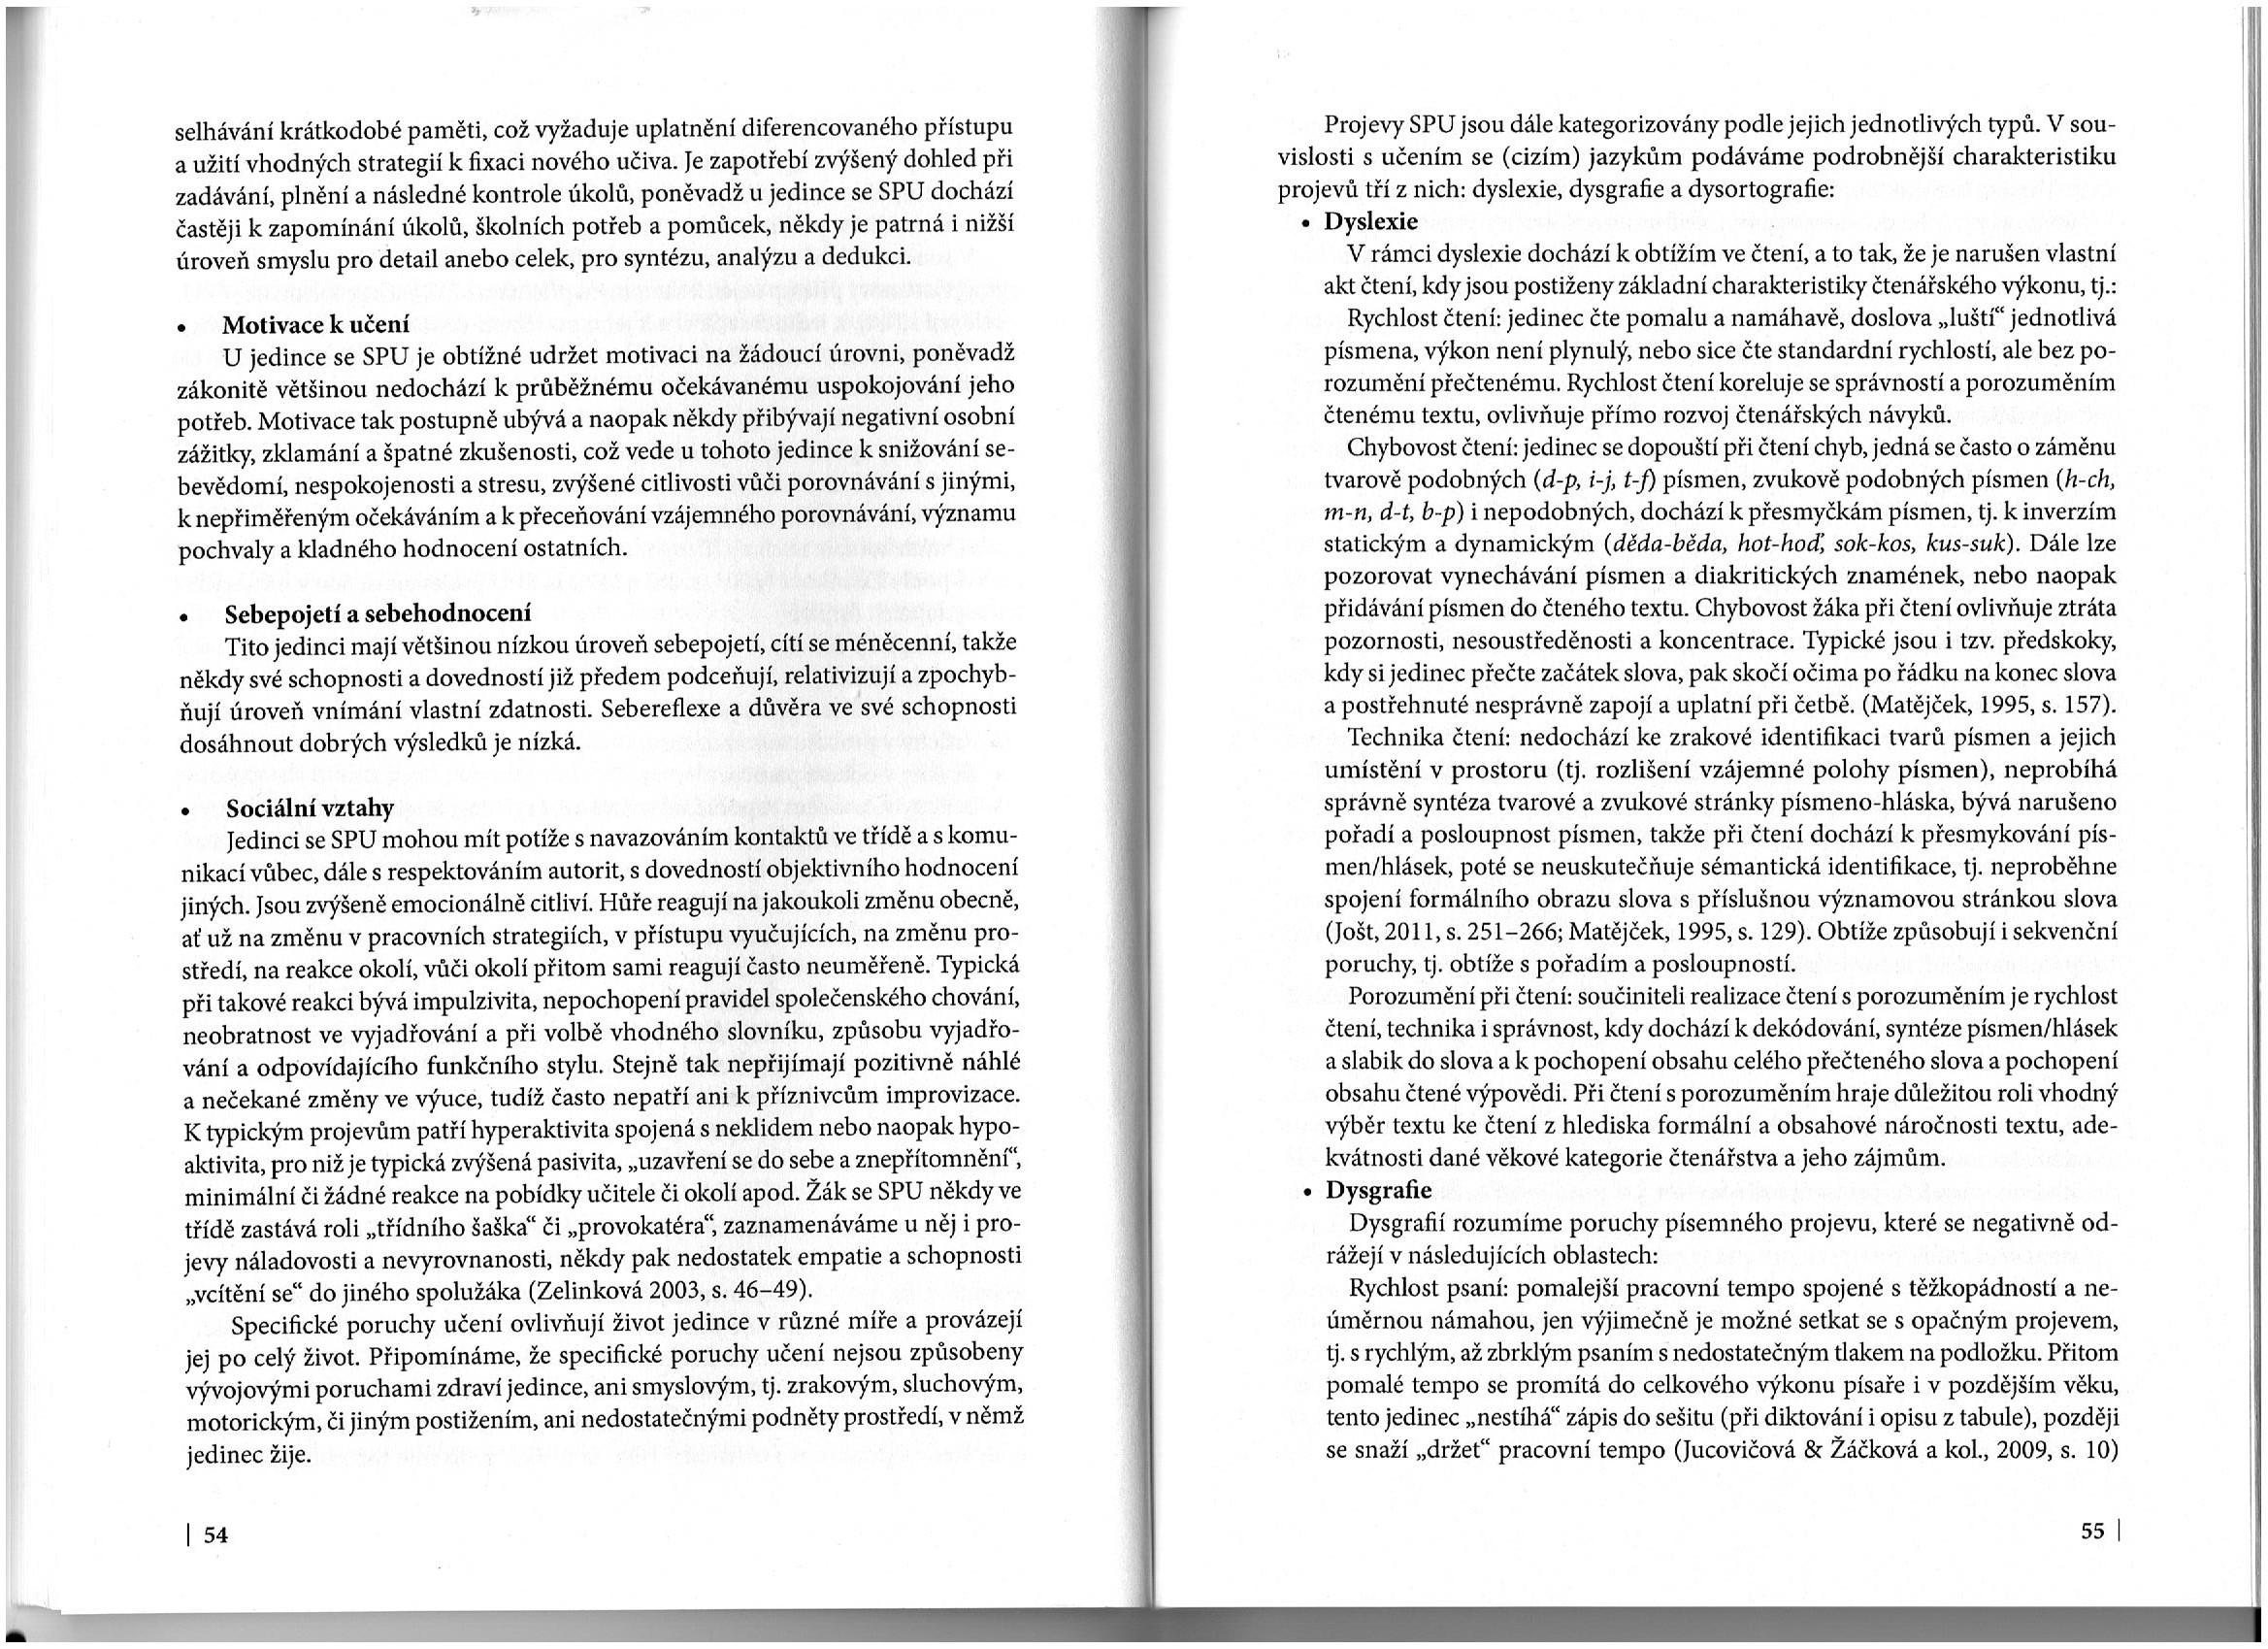 selhávání krátkodobé paměti, což vyžaduje uplatnění diferencovaného přístupu
a užití vhodných strategií k fixaci nového učiva. Je zapotřebí zvýšený dohled při
zadávání, plnění a následné kontrole úkolů, poněvadž u jedince se SPU dochází
častěji k zapomínání úkolů, školních potřeb a pomůcek, někdy je patrná i nižší
úroveň smyslu pro detail anebo celek, pro syntézu, analýzu a dedukci.
• Motivace k učení
U jedince se SPU je obtížné udržet motivaci na žádoucí úrovni, poněvadž
zákonitě většinou nedochází k průběžnému očekávanému uspokojování jeho
potřeb. Motivace tak postupně ubývá a naopak někdy přibývají negativní osobní
zážitky, zklamání a špatné zkušenosti, což vede u tohoto jedince k snižování se-
bevědomí, nespokojenosti a stresu, zvýšené citlivosti vůči porovnávání s jinými,
k nepřiměřeným očekáváním a k přeceňování vzájemného porovnávání, významu
pochvaly a kladného hodnocení ostatních.
• Sebepojetí a sebehodnocení
Tito jedinci mají většinou nízkou úroveň sebepojetí, cítí se méněcenní, takže
někdy své schopnosti a dovedností již předem podceňují, relativizují a zpochyb-
ňují úroveň vnímání vlastní zdatnosti. Sebereflexe a důvěra ve své schopnosti
dosáhnout dobrých výsledků je nízká.
• Sociální vztahy
Jedinci se SPU mohou mít potíže s navazováním kontaktů ve třídě a s komu-
nikací vůbec, dále s respektováním autorit, s dovedností objektivního hodnocení
jiných. Jsou zvýšeně emocionálně citliví. Hůře reagují na jakoukoli změnu obecně,
ať už na změnu v pracovních strategiích, v přístupu vyučujících, na změnu pro-
středí, na reakce okolí, vůči okolí přitom sami reagují často neuměřeně. Typická
při takové reakci bývá impulzivita, nepochopení pravidel společenského chování,
neobratnost ve vyjadřování a při volbě vhodného slovníku, způsobu vyjadřo-
vání a odpovídajícího funkčního stylu. Stejně tak nepřijímají pozitivně náhlé
a nečekané změny ve výuce, tudíž často nepatří ani k příznivcům improvizace.
K typickým projevům patří hyperaktivita spojená s neklidem nebo naopak hypo-
aktivita, pro niž je typická zvýšená pasivita, „uzavření se do sebe a znepřítomnění“,
minimální či žádné reakce na pobídky učitele či okolí apod. Žák se SPU někdy ve
třídě zastává roli „třídního šaška“ či „provokatéra“, zaznamenáváme u něj i pro-
jevy náladovosti a nevyrovnanosti, někdy pak nedostatek empatie a schopnosti
„vcítění se“ do jiného spolužáka (Zelinková 2003, s. 46–49).
Specifické poruchy učení ovlivňují život jedince v různé míře a provázejí
jej po celý život. Připomínáme, že specifické poruchy učení nejsou způsobeny
vývojovými poruchami zdraví jedince, ani smyslovým, tj. zrakovým, sluchovým,
motorickým, či jiným postižením, ani nedostatečnými podněty prostředí, v němž
jedinec žije.
| 54
Projevy SPU jsou dále kategorizovány podle jejich jednotlivých typů. V sou-
vislosti s učením se (cizím) jazykům podáváme podrobnější charakteristiku
projevů tří z nich: dyslexie, dysgrafie a dysortografie:
• Dyslexie
V rámci dyslexie dochází k obtížím ve čtení, a to tak, že je narušen vlastní
akt čtení, kdy jsou postiženy základní charakteristiky čtenářského výkonu, tj.:
Rychlost čtení: jedinec čte pomalu a namáhavě, doslova „luští“ jednotlivá
písmena, výkon není plynulý, nebo sice čte standardní rychlostí, ale bez po-
rozumění přečtenému. Rychlost čtení koreluje se správností a porozuměním
čtenému textu, ovlivňuje přímo rozvoj čtenářských návyků.
Chybovost čtení: jedinec se dopouští při čtení chyb, jedná se často o záměnu
tvarově podobných (d-p, i-j, t-f) písmen, zvukově podobných písmen (h-ch,
m-n, d-t, b-p) i nepodobných, dochází k přesmyčkám písmen, tj. k inverzím
statickým a dynamickým (děda-běda, hot-hoď, sok-kos, kus-suk). Dále lze
pozorovat vynechávání písmen a diakritických znamének, nebo naopak
přidávání písmen do čteného textu. Chybovost žáka při čtení ovlivňuje ztráta
pozornosti, nesoustředěnosti a koncentrace. Typické jsou i tzv. předskoky,
kdy si jedinec přečte začátek slova, pak skočí očima po řádku na konec slova
a postřehnuté nesprávně zapojí a uplatní při četbě. (Matějček, 1995, s. 157).
Technika čtení: nedochází ke zrakové identifikaci tvarů písmen a jejich
umístění v prostoru (tj. rozlišení vzájemné polohy písmen), neprobíhá
správně syntéza tvarové a zvukové stránky písmeno-hláska, bývá narušeno
pořadí a posloupnost písmen, takže při čtení dochází k přesmykování pís-
men/hlásek, poté se neuskutečňuje sémantická identifikace, tj. neproběhne
spojení formálního obrazu slova s příslušnou významovou stránkou slova
(Jošt, 2011, s. 251–266; Matějček, 1995, s. 129). Obtíže způsobují i sekvenční
poruchy, tj. obtíže s pořadím a posloupností.
Porozumění při čtení: součiniteli realizace čtení s porozuměním je rychlost
čtení, technika i správnost, kdy dochází k dekódování, syntéze písmen/hlásek
a slabik do slova a k pochopení obsahu celého přečteného slova a pochopení
obsahu čtené výpovědi. Při čtení s porozuměním hraje důležitou roli vhodný
výběr textu ke čtení z hlediska formální a obsahové náročnosti textu, ade-
kvátnosti dané věkové kategorie čtenářstva a jeho zájmům.
• Dysgrafie
Dysgrafií rozumíme poruchy písemného projevu, které se negativně od-
rážejí v následujících oblastech:
Rychlost psaní: pomalejší pracovní tempo spojené s těžkopádností a ne-
úměrnou námahou, jen výjimečně je možné setkat se s opačným projevem,
tj. s rychlým, až zbrklým psaním s nedostatečným tlakem na podložku. Přitom
pomalé tempo se promítá do celkového výkonu písaře i v pozdějším věku,
tento jedinec „nestíhá“ zápis do sešitu (při diktování i opisu z tabule), později
se snaží „držet“ pracovní tempo (Jucovičová & Žáčková a kol., 2009, s. 10)
55 |